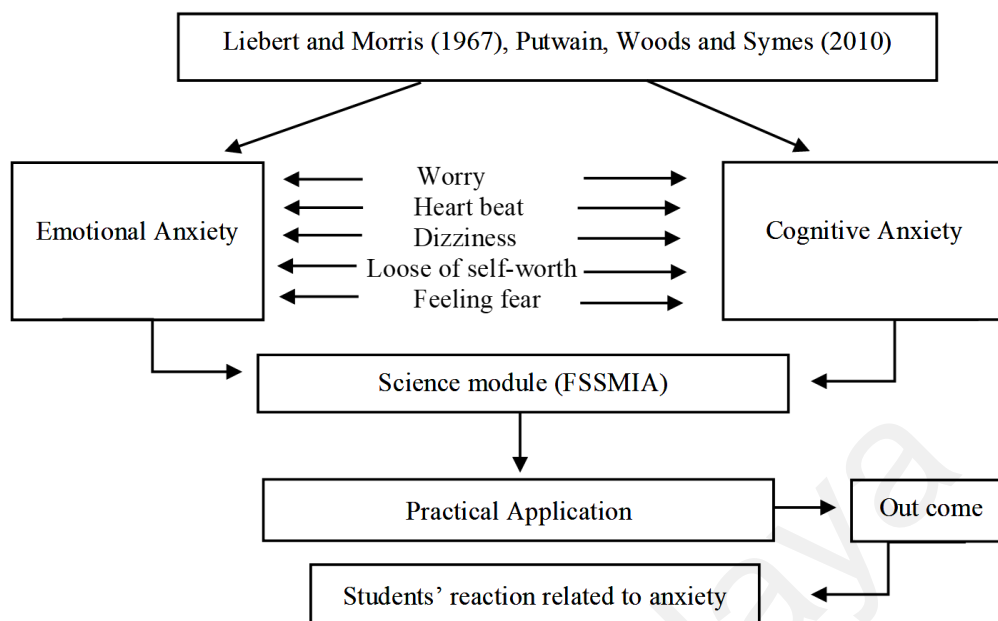 Liebert and Morris (1967), Putwain, Woods and Symes (2010)
Emotional Anxiety
Worry
Heart beat
Dizziness
Loose of self-worth
Feeling fear
Cognitive Anxiety
Science module (FSSMIA)
Practical Application
Out come
Students’ reaction related to anxiety
laya